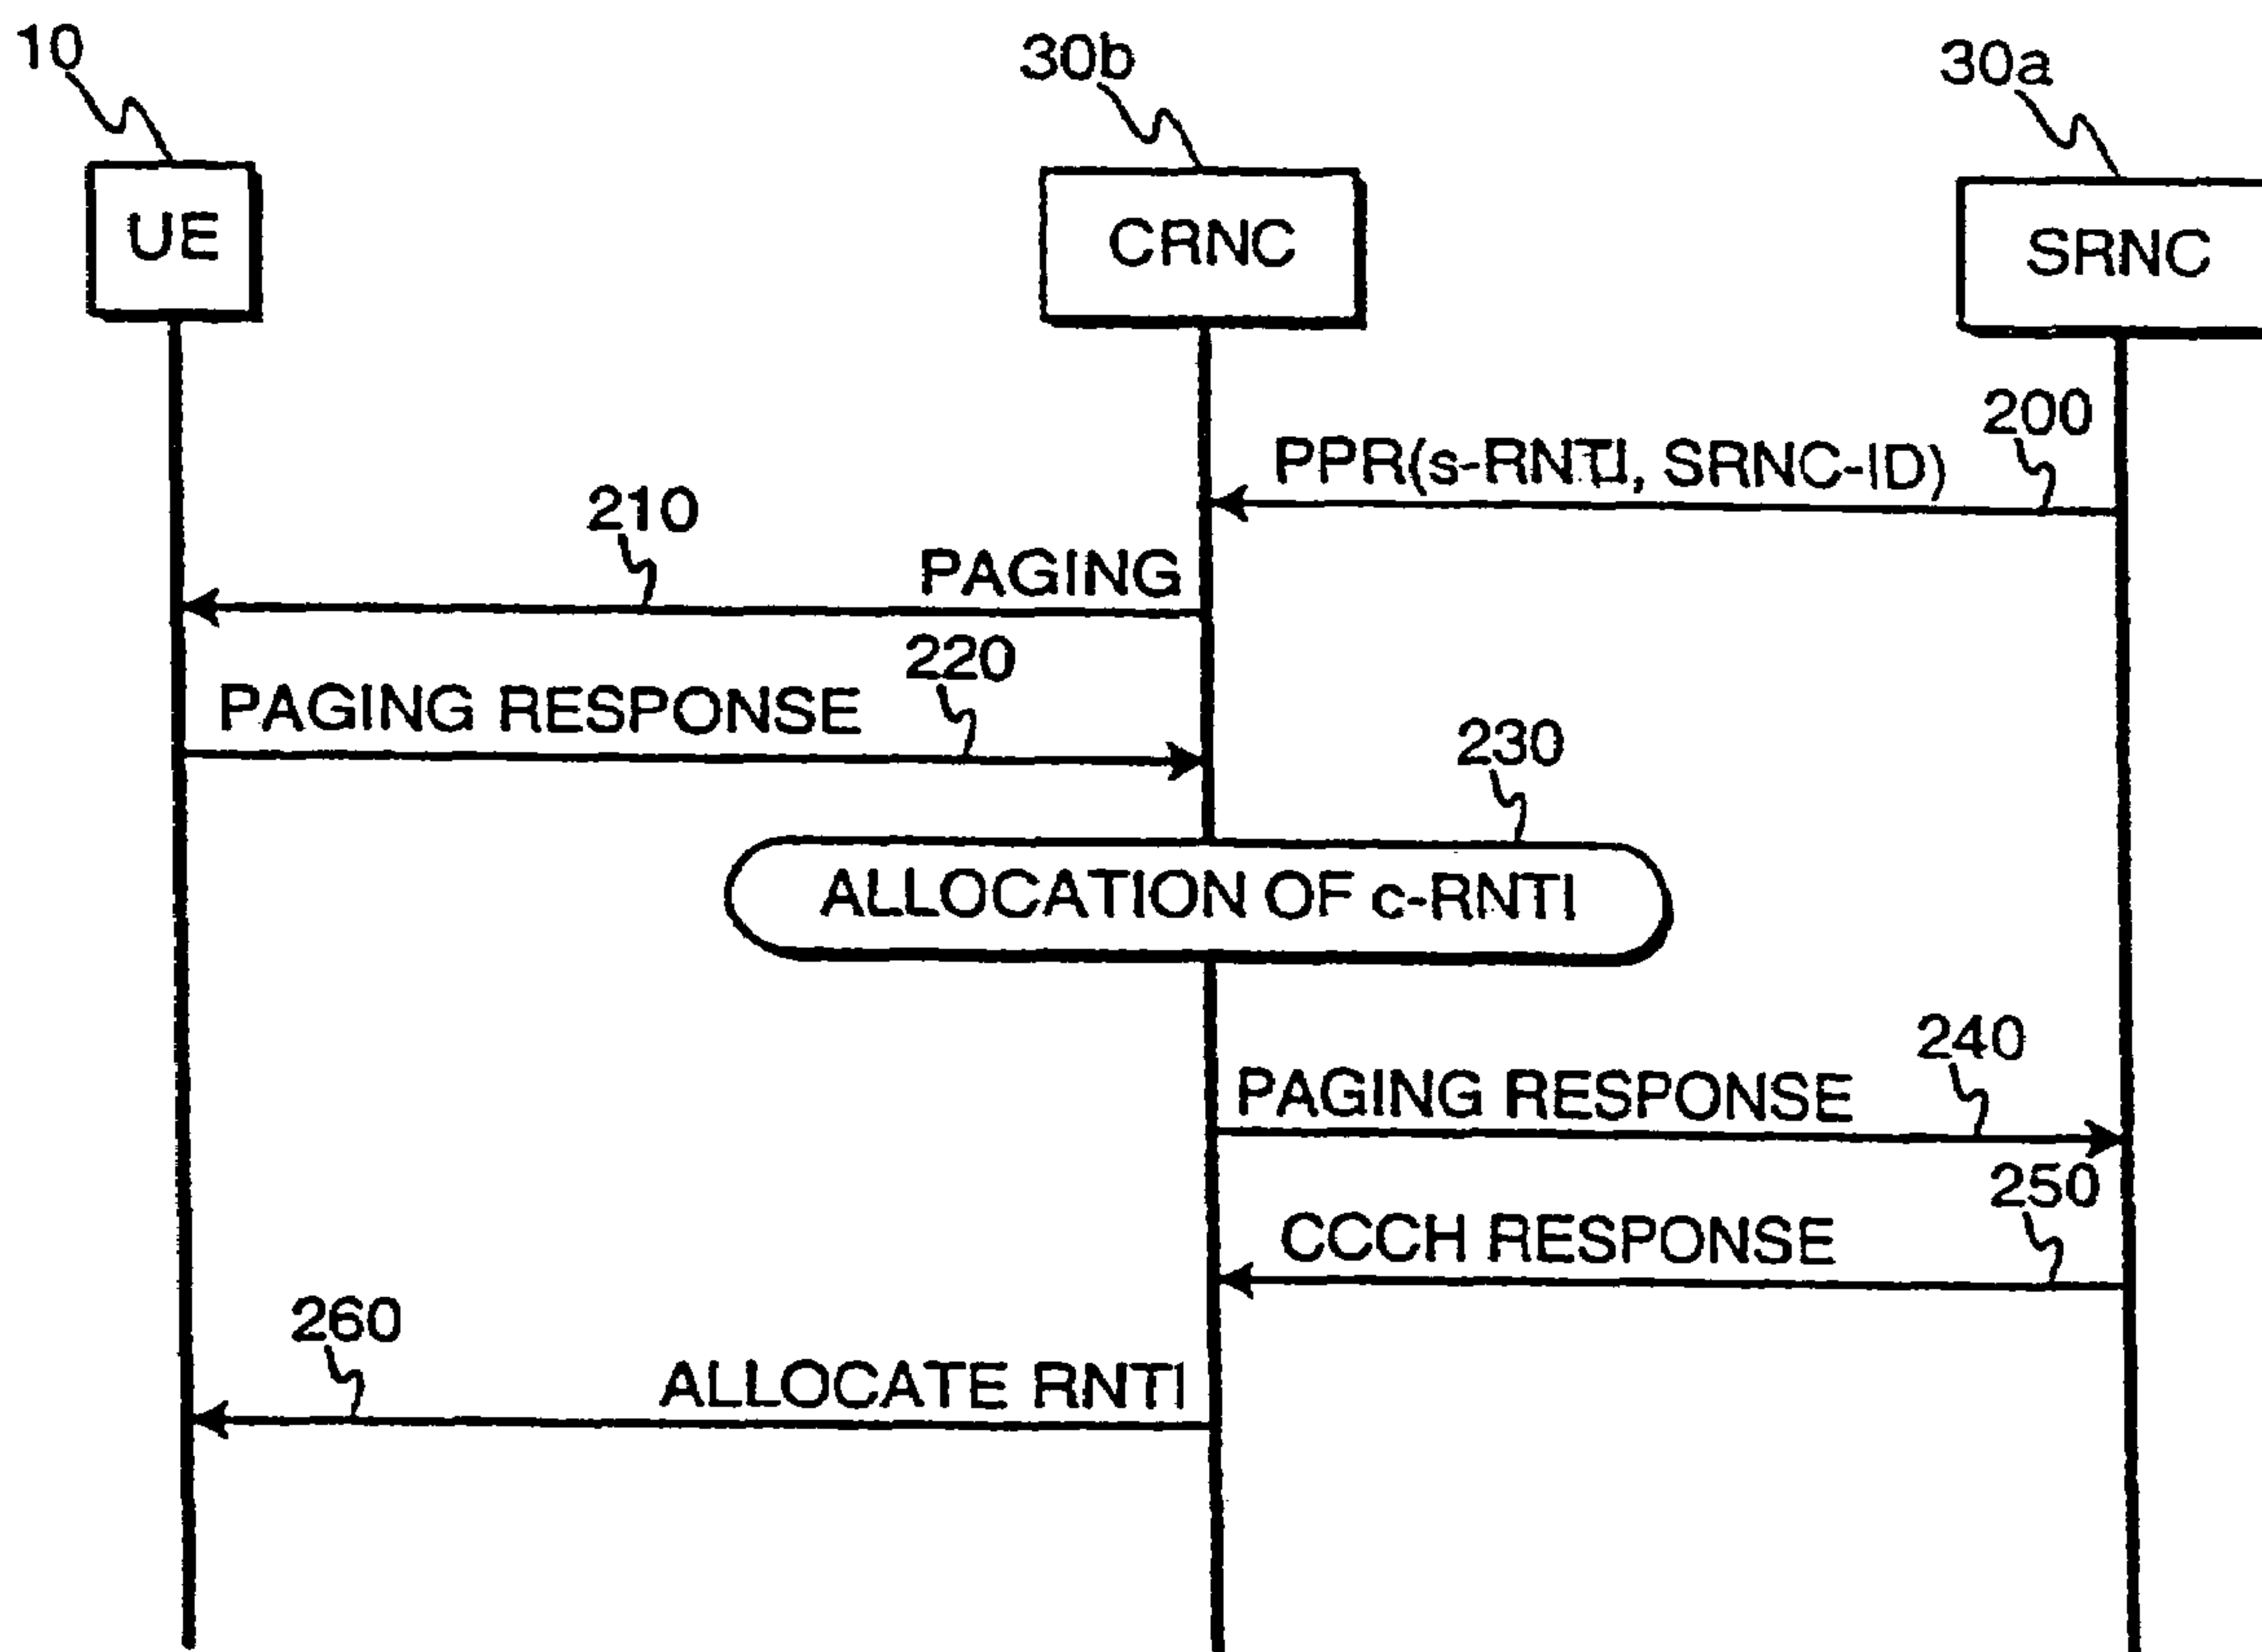 10
30b
30a
UE
CRNC
SRNC
200
PPR(s-RNTI, SRNC-ID)
210
PAGING
220
PAGING RESPONSE
230
ALLOCATION OF c-RNTI
240
PAGING RESPONSE
250
CCCH RESPONSE
260
ALLOCATE RNTI